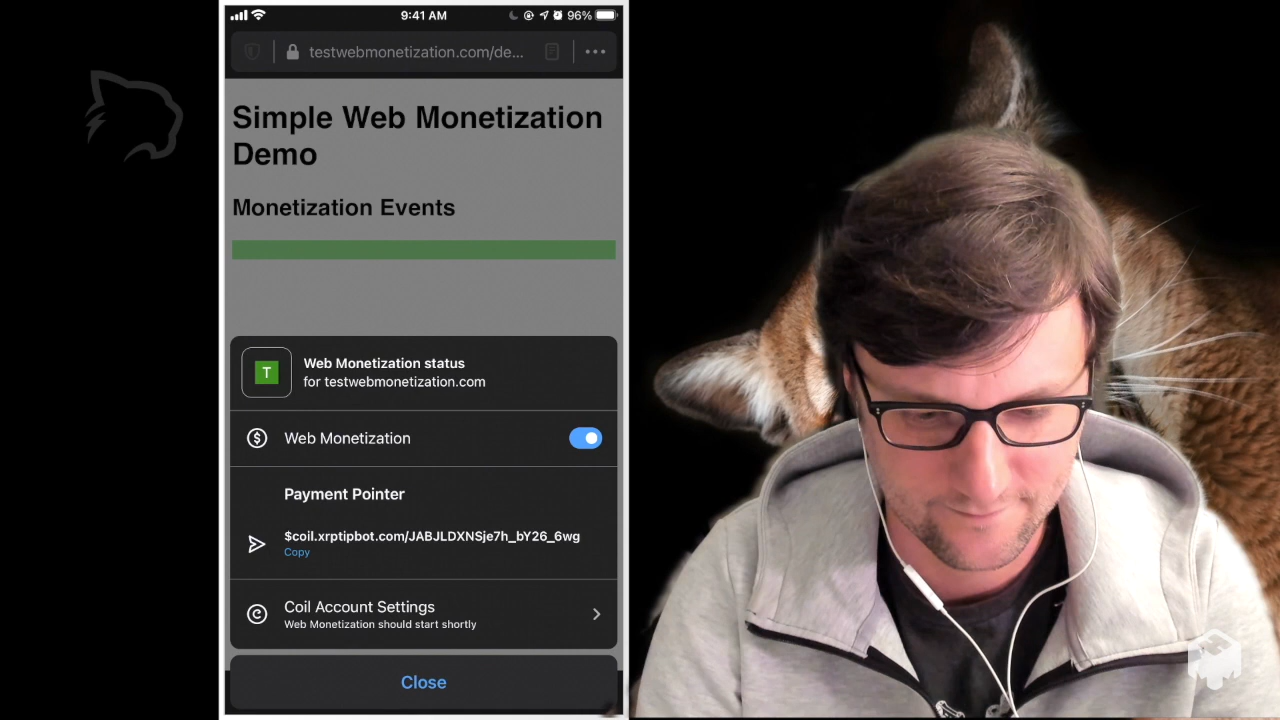 9:41 AM
96%
testwebmonetization.com/de...
Simple Web Monetization
Demo
Monetization Events
T
Web Monetization status
for testwebmonetization.com
Web Monetization
Payment Pointer
$coil.xrptipbot.com/JABJLDXNSje7h_bY26_6wg
Copy
Coil Account Settings
Web Monetization should start shortly
Close